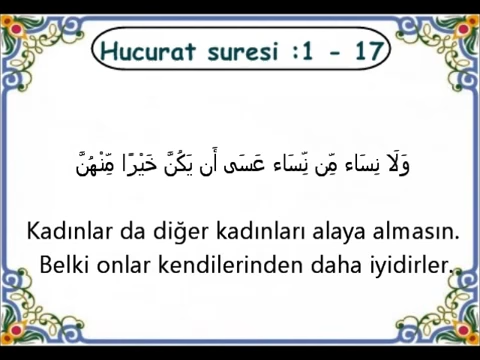 Hucurat suresi :1 - 17
وَلَا نِسَاء مِّن نِّسَاء عَسَى أَن يَكُنَّ خَيْرًا مِّنْهُنَّ
Kadınlar da diğer kadınları alaya almasın.
Belki onlar kendilerinden daha iyidirler.